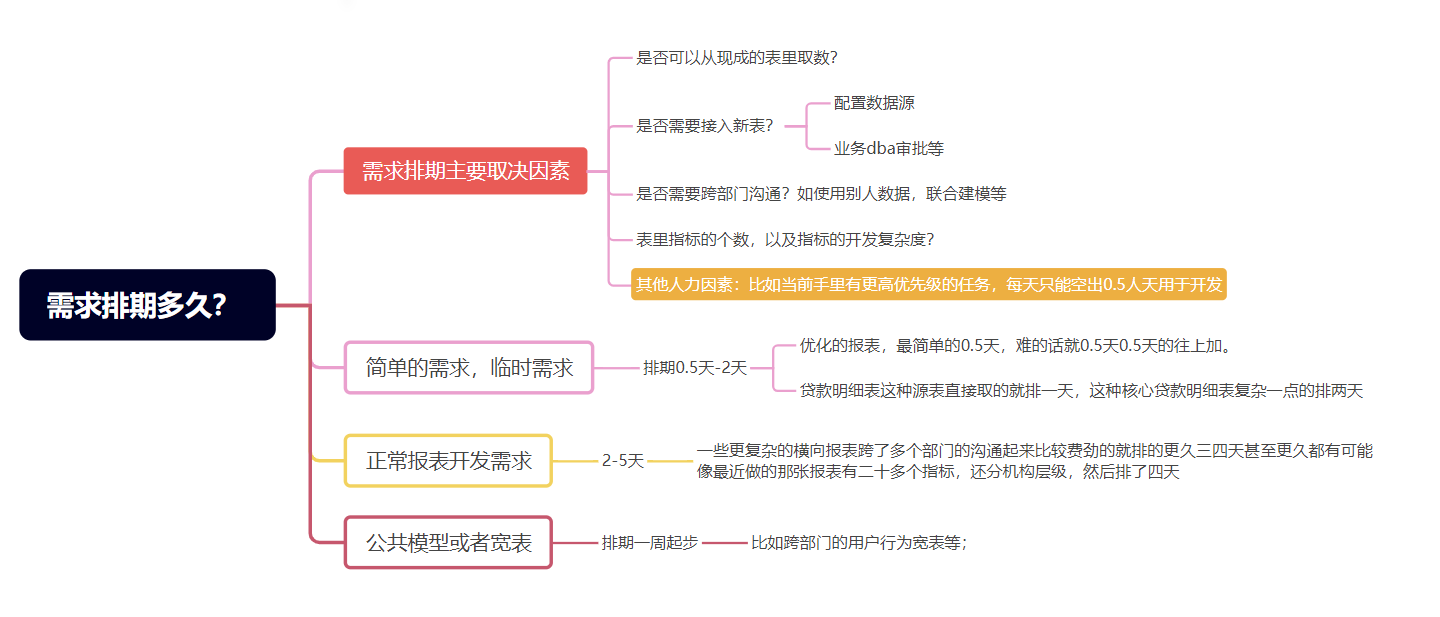 需求排期多久？
需求排期主要取决因素
是否可以从现成的表里取数？
是否需要接入新表？
配置数据源
业务dba审批等
是否需要跨部门沟通？如使用别人数据，联合建模等
表里指标的个数，以及指标的开发复杂度？
其他人力因素：比如当前手里有更高优先级的任务，每天只能空出0.5人天用于开发
简单的需求，临时需求
排期0.5天-2天
优化的报表，最简单的0.5天，难的话就0.5天0.5天的往上加。
贷款明细表这种源表直接取的就排一天，这种核心贷款明细表复杂一点的排两天
正常报表开发需求
2-5天
一些更复杂的横向报表跨了多个部门的沟通起来比较费劲的就排的更久三四天甚至更久都有可能
像最近做的那张报表有二十多个指标，还分机构层级，然后排了四天
公共模型或者宽表
排期一周起步
比如跨部门的用户行为宽表等；